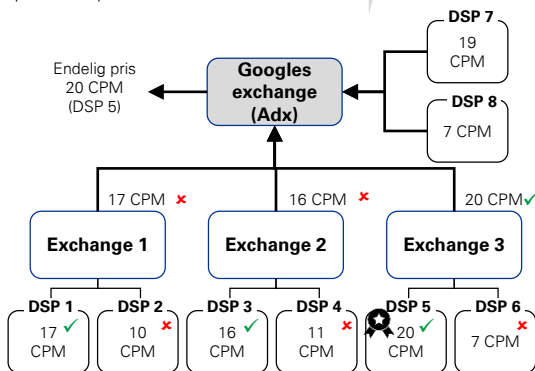 DSP 7
19
CPM
Endelig pris
20 CPM
(DSP 5)
Googles
exchange
(Adx)
DSP 8
7 CPM
17 CPM
16 CPM
20 CPM
Exchange 1
Exchange 2
Exchange 3
DSP 1
17
CPM
DSP 2
10
CPM
DSP 3
16
CPM
DSP 4
11
CPM
DSP 5
20
CPM
DSP 6
7 CPM